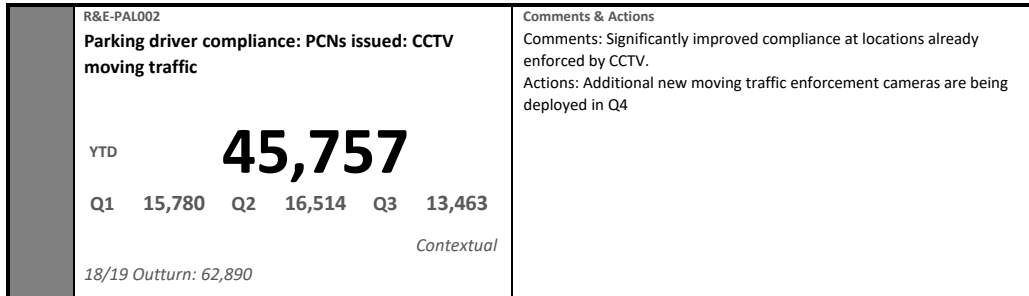 R&E-PAL002
Parking driver compliance: PCNs issued: CCTV
moving traffic
YTD 45,757
Q1 15,780 Q2 16,514 Q3 13,463
Contextual
18/19 Outturn: 62,890
Comments & Actions
Comments: Significantly improved compliance at locations already
enforced by CCTV.
Actions: Additional new moving traffic enforcement cameras are being
deployed in Q4